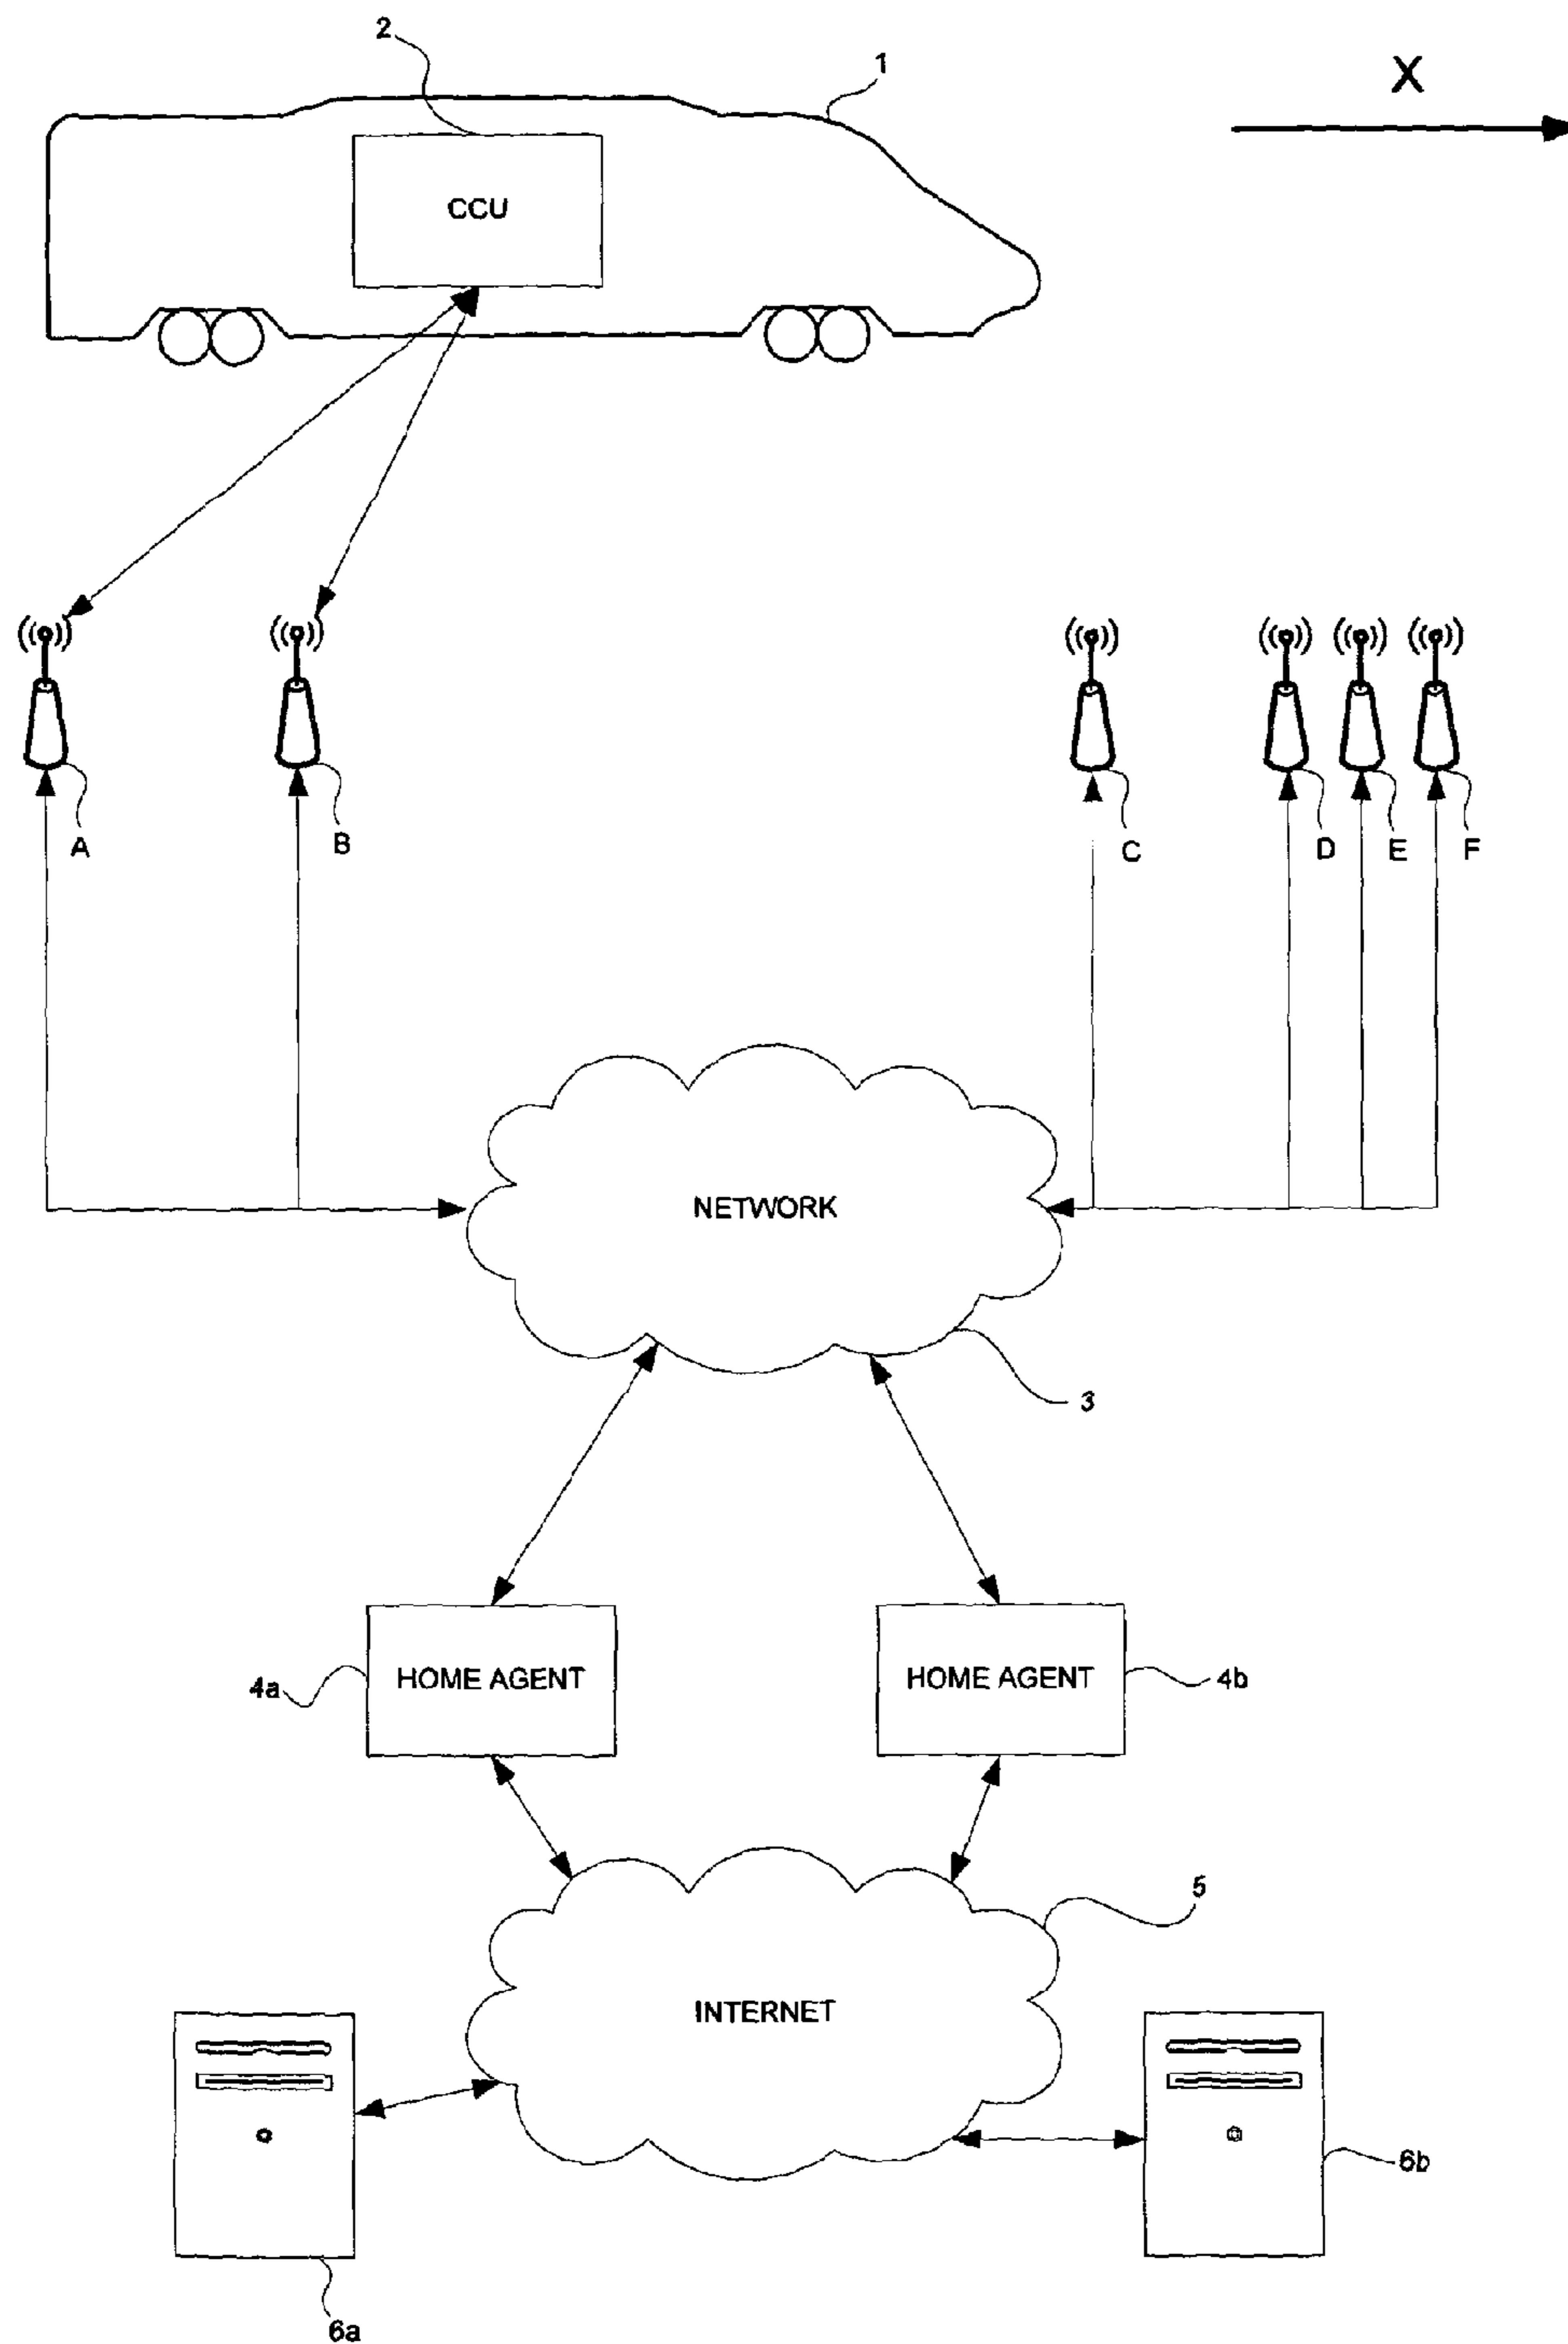 2
1
X
CCU
A
B
C
D
E
F
NETWORK
3
HOME AGENT
HOME AGENT
4a
4b
5
INTERNET
6b
6a